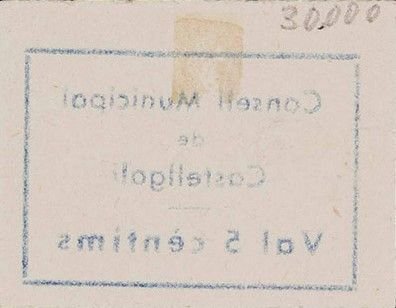 30.000
Consell Municipal
de
Castellgalí
Val 5 cèntims